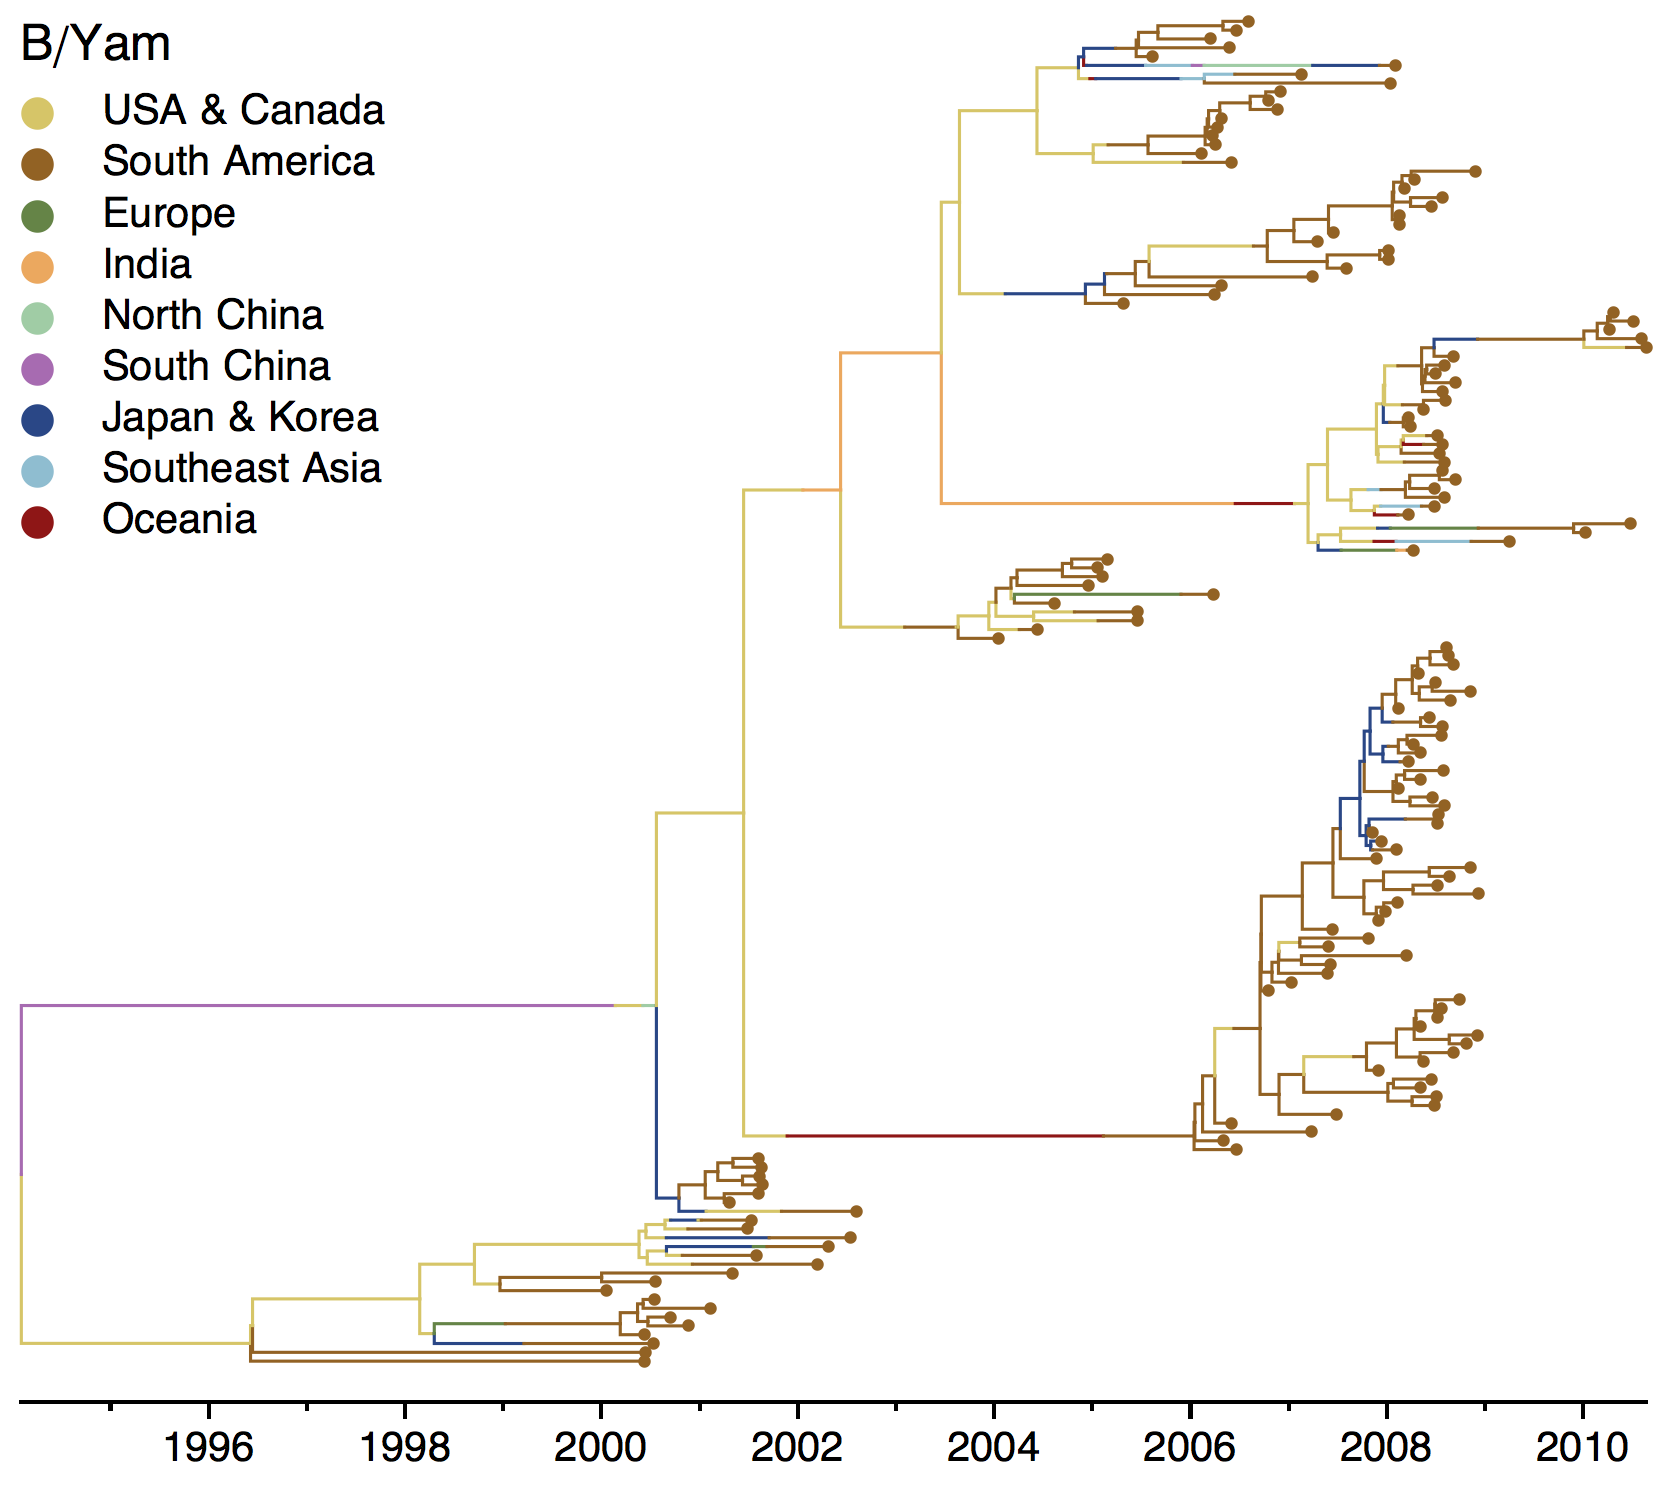 B/Yam
USA & Canada
South America
Europe
India
North China
South China
Japan & Korea
Southeast Asia
Oceania
1996 1998 2000 2002 2004 2006 2008 2010